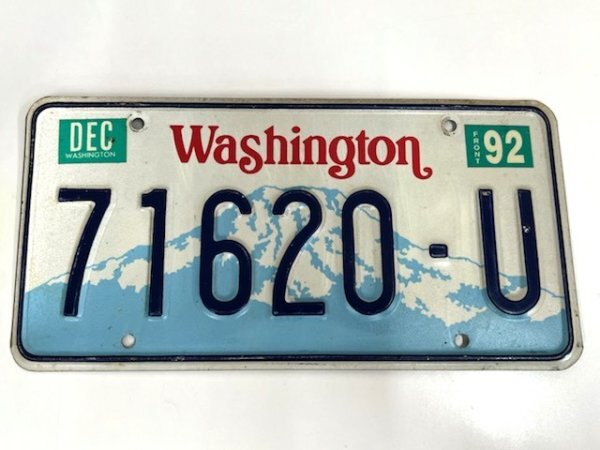 DEC
WASHINGTON
Washington
FRONT
92
71620-U